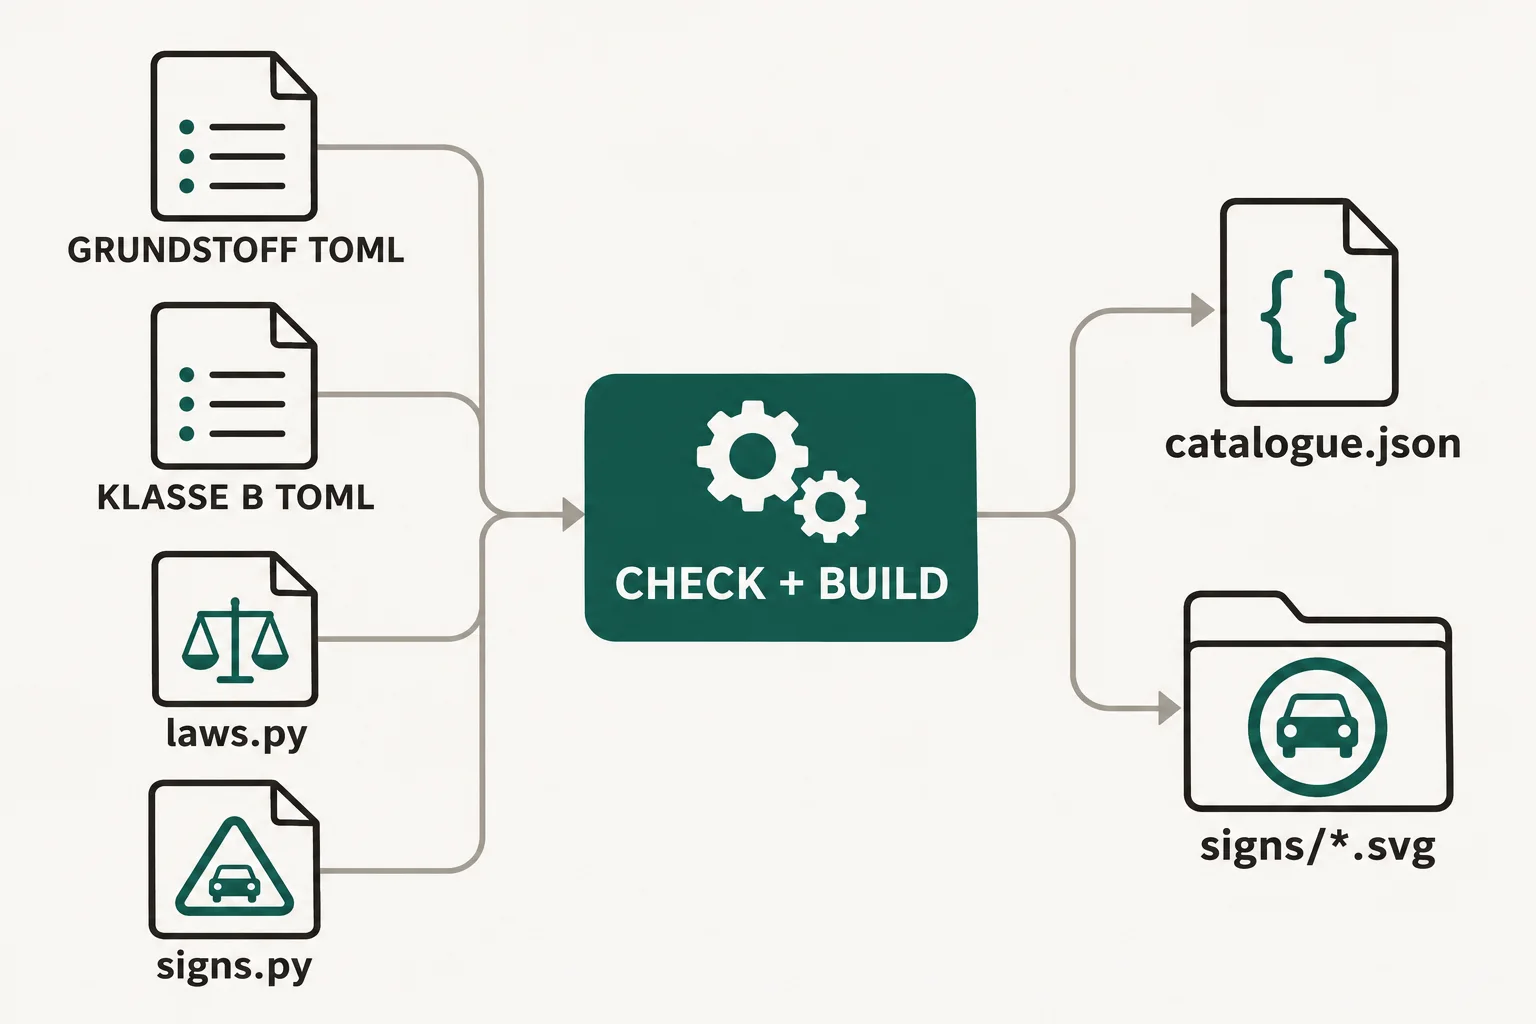 GRUNDSTOFF TOML
KLASSE B TOML
laws.py
signs.py
CHECK + BUILD
{ }
catalogue.json
signs/*.svg